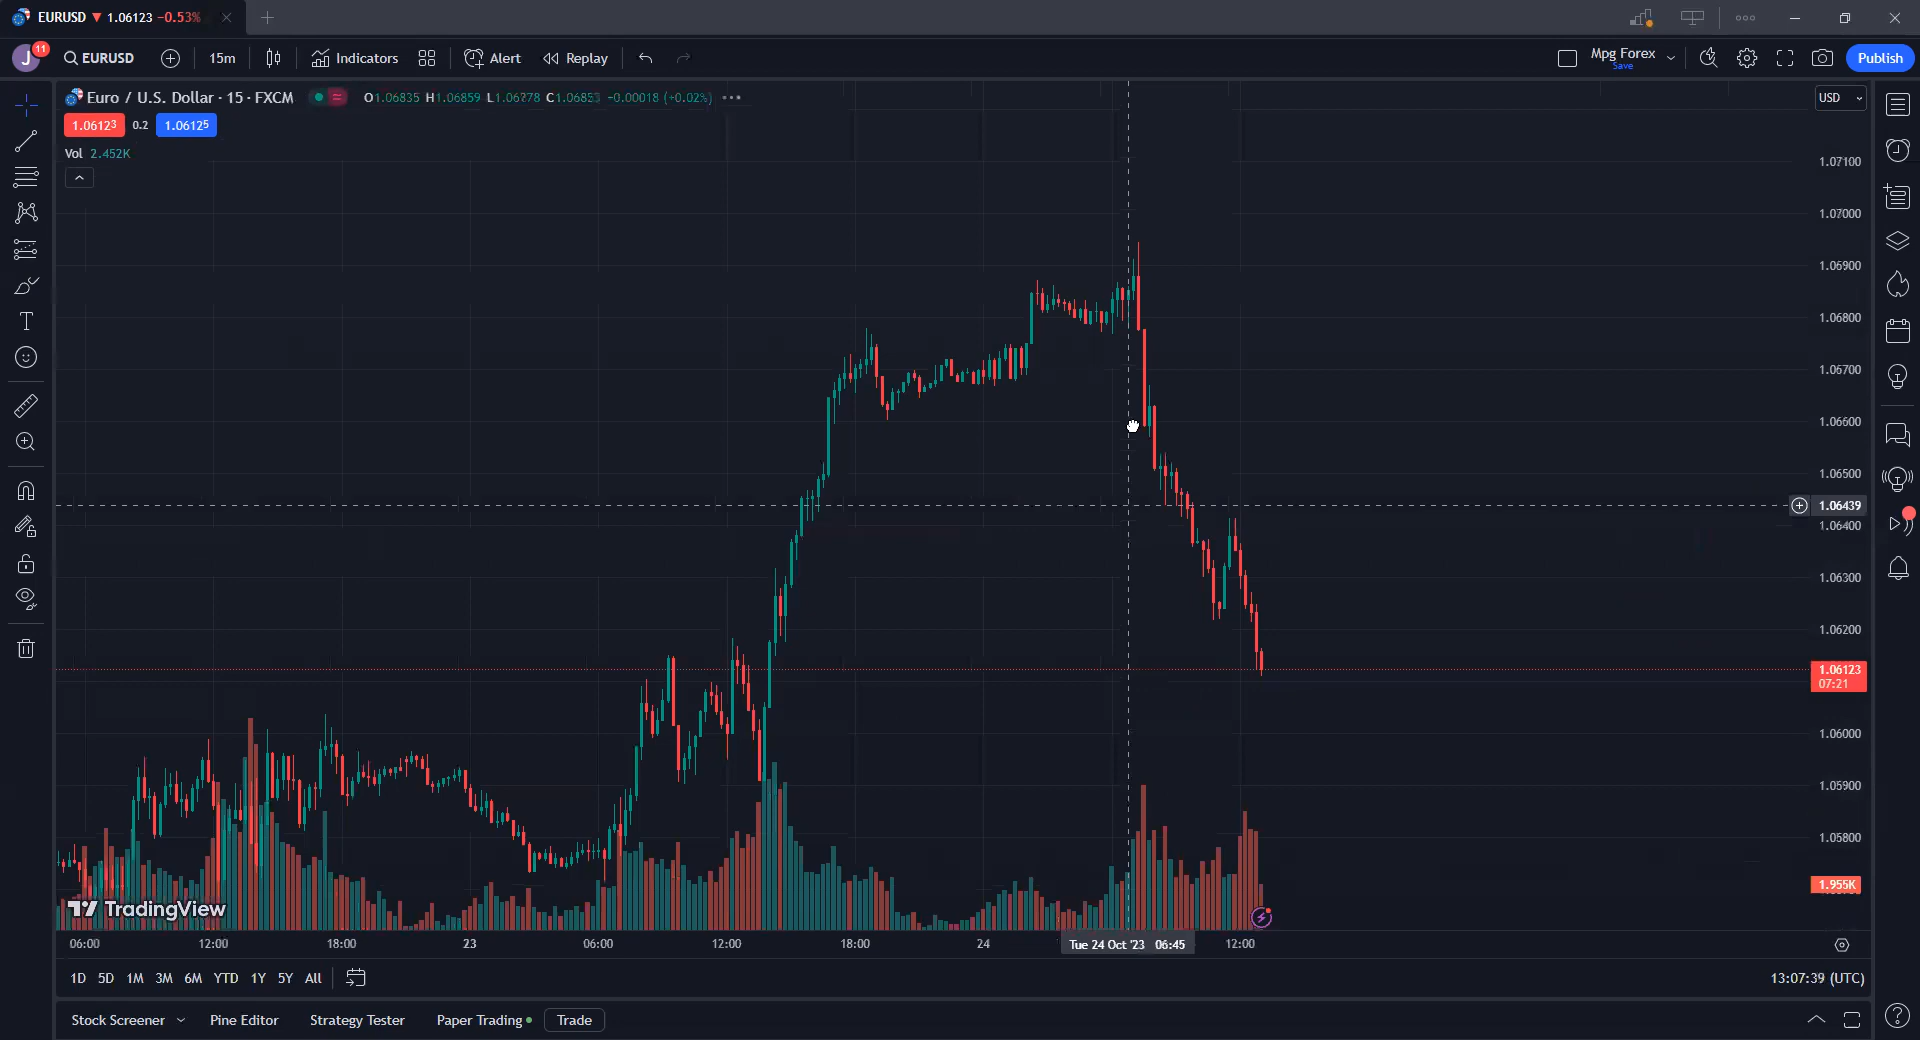 EURUSD ▼ 1.06123 −0.53%
J 11 EURUSD 15m Indicators Alert Replay Mpg Forex Save Publish
Euro / U.S. Dollar · 15 · FXCM O1.06835 H1.06859 L1.06778 C1.06853 −0.00018 (+0.02%) USD
1.06123 0.2 1.06125
Vol 2.452K
1.07100
1.07000
1.06900
1.06800
1.06700
1.06600
1.06500
1.06439
1.06400
1.06300
1.06200
1.06123
07:21
1.06000
1.05900
1.05800
1.955K
TradingView
06:00 12:00 18:00 23 06:00 12:00 18:00 24 Tue 24 Oct '23 06:45 12:00
1D 5D 1M 3M 6M YTD 1Y 5Y All 13:07:39 (UTC)
Stock Screener Pine Editor Strategy Tester Paper Trading Trade